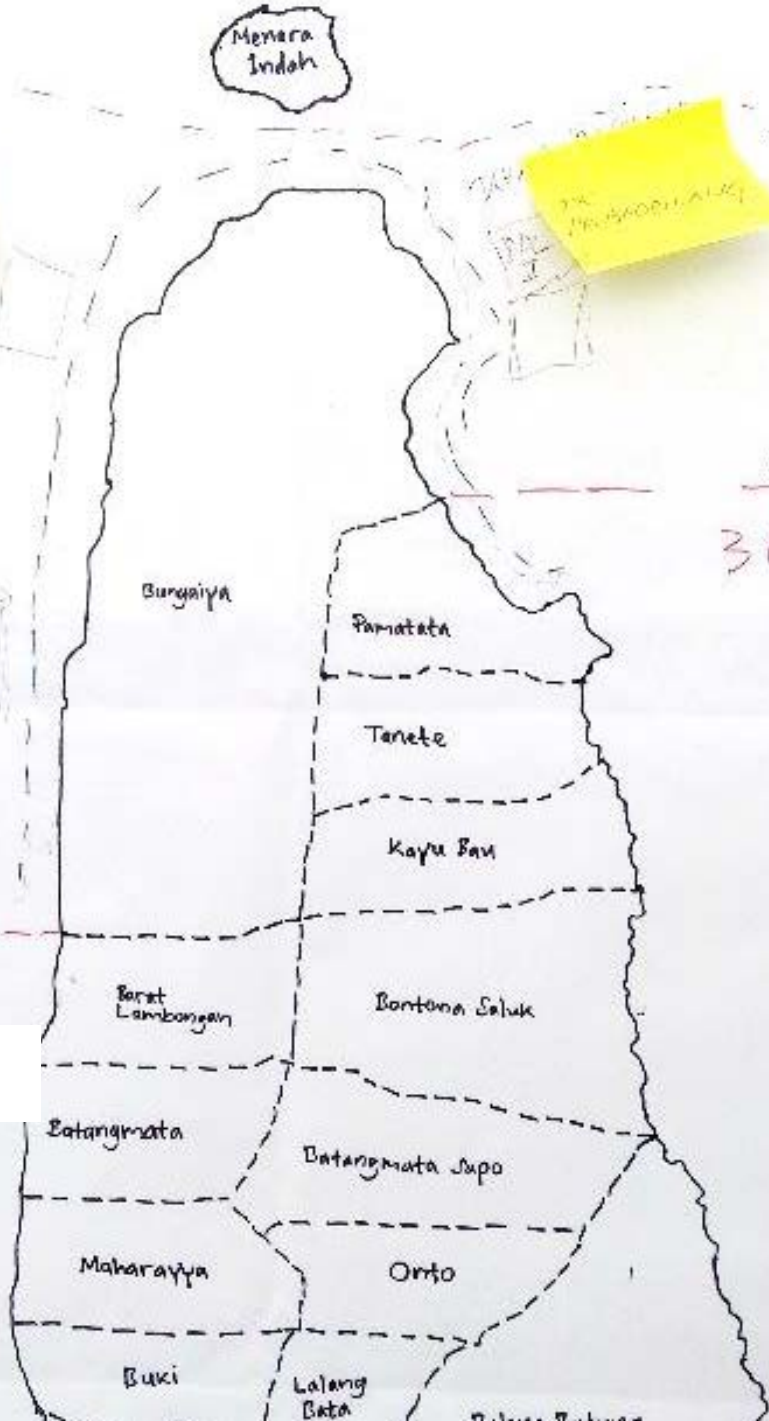 Menara
Indah
Bungaiya
Pamatata
Tanete
Kayu Bau
Barat
Lambongan
Bontona Saluk
Batangmata
Batangmata Sapo
Maharayya
Onto
Buki
Lalang
Bata